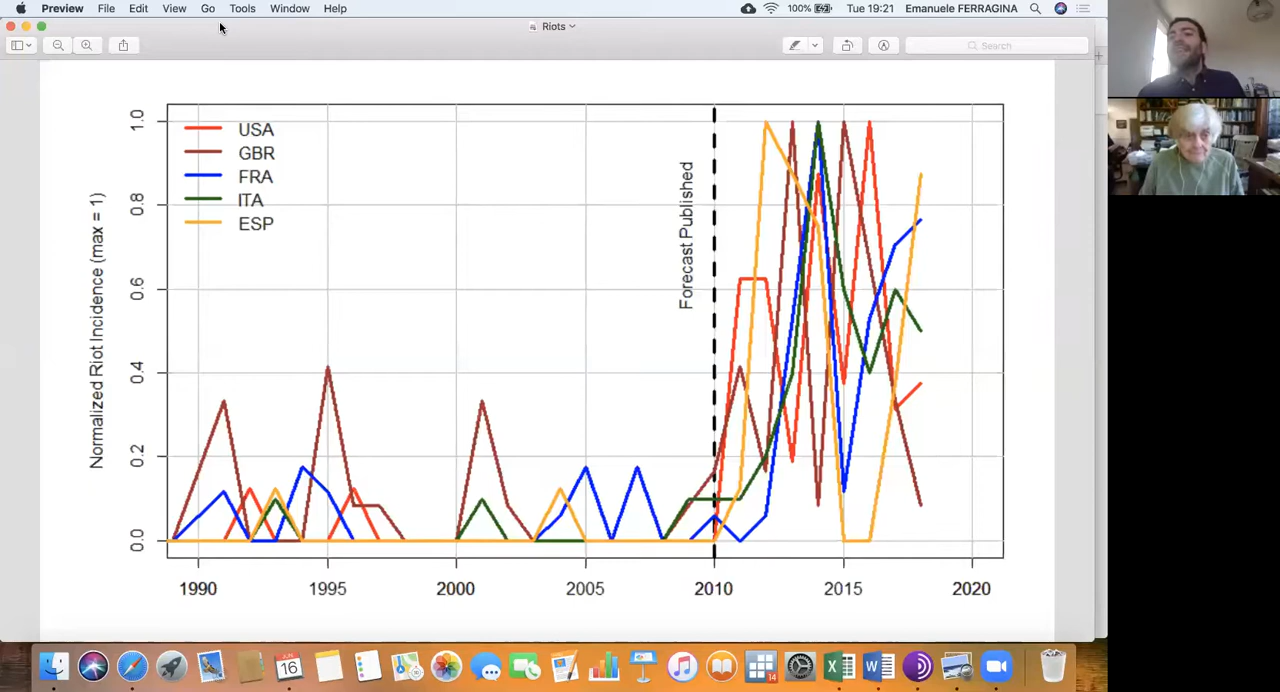 Preview File Edit View Go Tools Window Help 100% Tue 19:21 Emanuele FERRAGINA
Riots
Search
USA
GBR
FRA
ITA
ESP
Normalized Riot Incidence (max = 1)
1.0
0.8
0.6
0.4
0.2
0.0
Forecast Published
1990 1995 2000 2005 2010 2015 2020
16
14